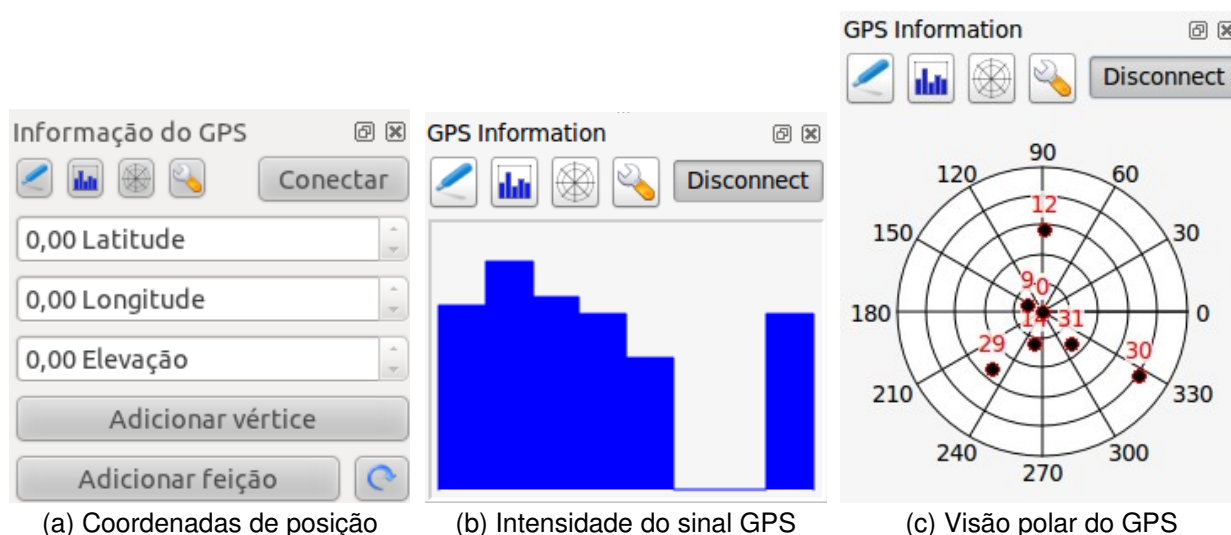 Informação do GPS
Conectar
0,00 Latitude
0,00 Longitude
0,00 Elevação
Adicionar vértice
Adicionar feição
(a) Coordenadas de posição
GPS Information
Disconnect
(b) Intensidade do sinal GPS
GPS Information
Disconnect
90
120 60
12
150 30
9 0
180 0
14 31
29 30
210 330
240 300
270
(c) Visão polar do GPS